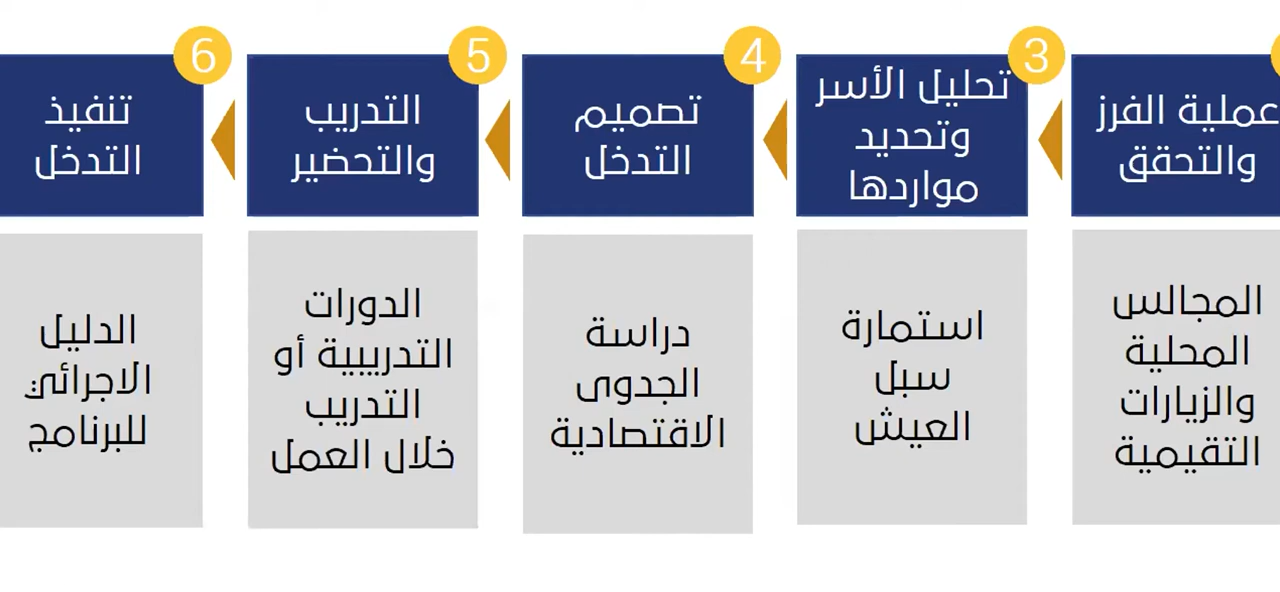 عملية الفرز
والتحقق
المجالس
المحلية
والزيارات
التقيمية
3
تحليل الأسر
وتحديد
مواردها
استمارة
سبل
العيش
4
تصميم
التدخل
دراسة
الجدوى
الاقتصادية
5
التدريب
والتحضير
الدورات
التدريبية أو
التدريب
خلال العمل
6
تنفيذ
التدخل
الدليل
الاجرائي
للبرنامج